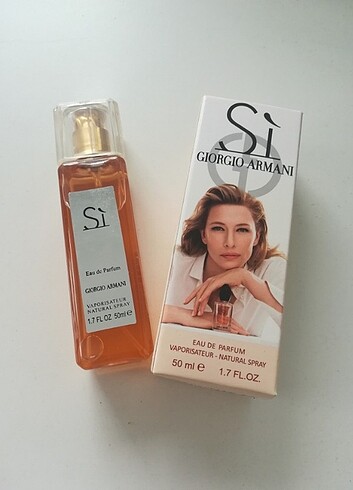 Sì
Eau de Parfum
GIORGIO ARMANI
VAPORISATEUR
NATURAL SPRAY
1.7 FL OZ 50ml e
Sì
GIORGIO ARMANI
EAU DE PARFUM
VAPORISATEUR - NATURAL SPRAY
50 ml e 1.7 FL.OZ.